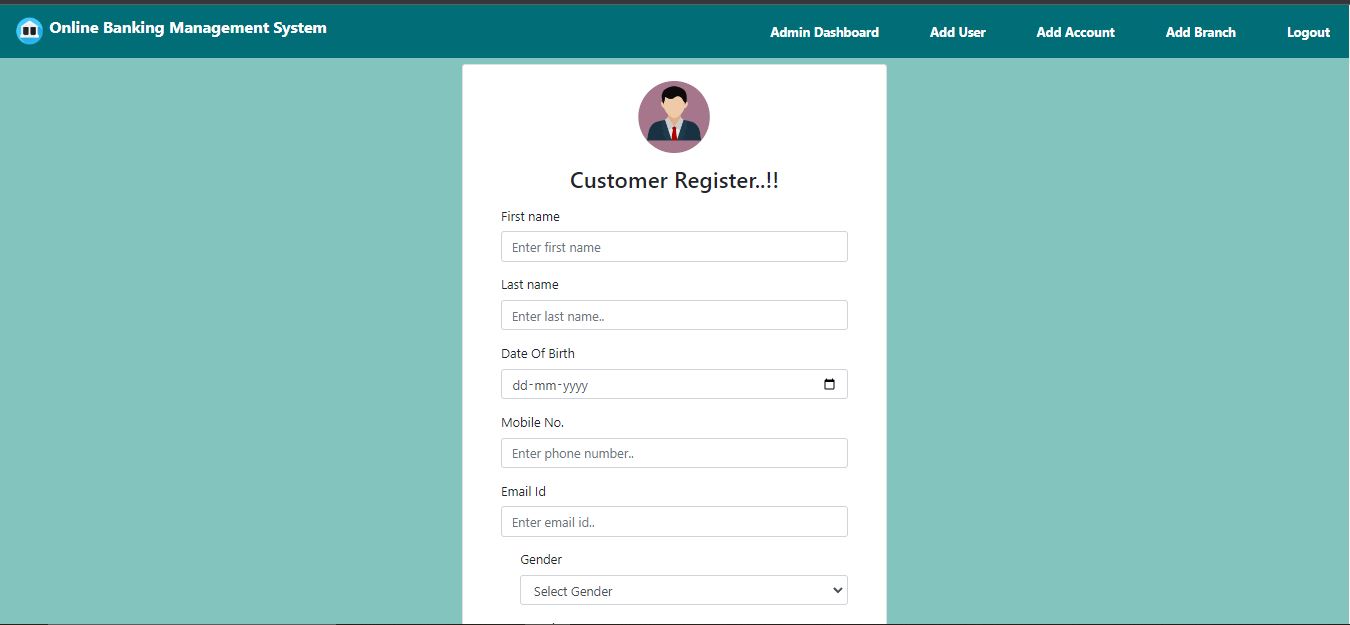 Online Banking Management System
Admin Dashboard Add User Add Account Add Branch Logout
Customer Register..!!
First name
Enter first name
Last name
Enter last name..
Date Of Birth
dd-mm-yyyy
Mobile No.
Enter phone number..
Email Id
Enter email id..
Gender
Select Gender